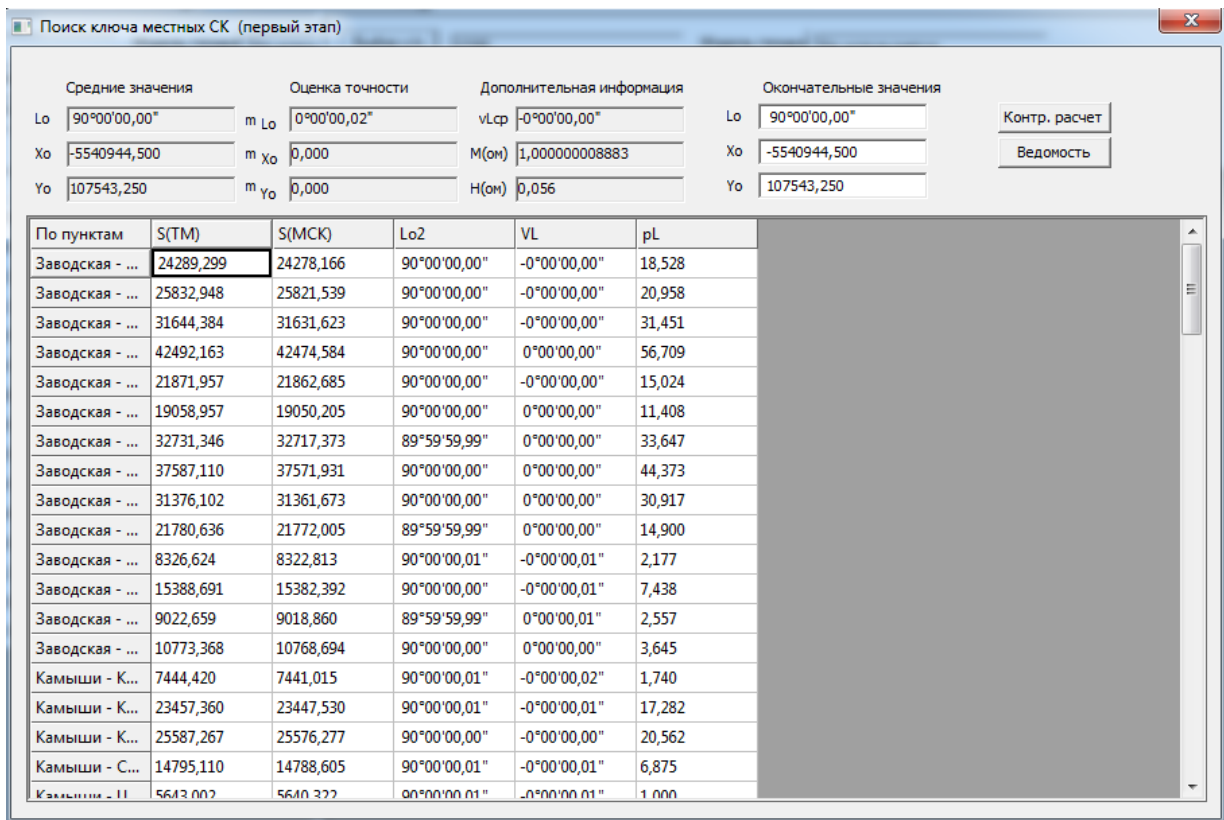 Поиск ключа местных СК (первый этап)
Средние значения Оценка точности Дополнительная информация Окончательные значения
Lo 90°00'00,00" m Lo 0°00'00,02" vLcp -0°00'00,00" Lo 90°00'00,00" Контр. расчет
Xo -5540944,500 m Xo 0,000 M(ом) 1,000000008883 Xo -5540944,500 Ведомость
Yo 107543,250 m Yo 0,000 H(ом) 0,056 Yo 107543,250
По пунктам S(TM) S(МСК) Lo2 VL pL
Заводская - ... 24289,299 24278,166 90°00'00,00" -0°00'00,00" 18,528
Заводская - ... 25832,948 25821,539 90°00'00,00" -0°00'00,00" 20,958
Заводская - ... 31644,384 31631,623 90°00'00,00" -0°00'00,00" 31,451
Заводская - ... 42492,163 42474,584 90°00'00,00" 0°00'00,00" 56,709
Заводская - ... 21871,957 21862,685 90°00'00,00" -0°00'00,00" 15,024
Заводская - ... 19058,957 19050,205 90°00'00,00" 0°00'00,00" 11,408
Заводская - ... 32731,346 32717,373 89°59'59,99" 0°00'00,00" 33,647
Заводская - ... 37587,110 37571,931 90°00'00,00" 0°00'00,00" 44,373
Заводская - ... 31376,102 31361,673 90°00'00,00" 0°00'00,00" 30,917
Заводская - ... 21780,636 21772,005 89°59'59,99" 0°00'00,00" 14,900
Заводская - ... 8326,624 8322,813 90°00'00,01" -0°00'00,01" 2,177
Заводская - ... 15388,691 15382,392 90°00'00,00" -0°00'00,01" 7,438
Заводская - ... 9022,659 9018,860 89°59'59,99" 0°00'00,01" 2,557
Заводская - ... 10773,368 10768,694 90°00'00,00" 0°00'00,00" 3,645
Камыши - К... 7444,420 7441,015 90°00'00,01" -0°00'00,02" 1,740
Камыши - К... 23457,360 23447,530 90°00'00,01" -0°00'00,01" 17,282
Камыши - К... 25587,267 25576,277 90°00'00,00" -0°00'00,00" 20,562
Камыши - С... 14795,110 14788,605 90°00'00,01" -0°00'00,01" 6,875
Камыши - 5643,002 5640,322 90°00'00,01" -0°00'00,01" 1,000